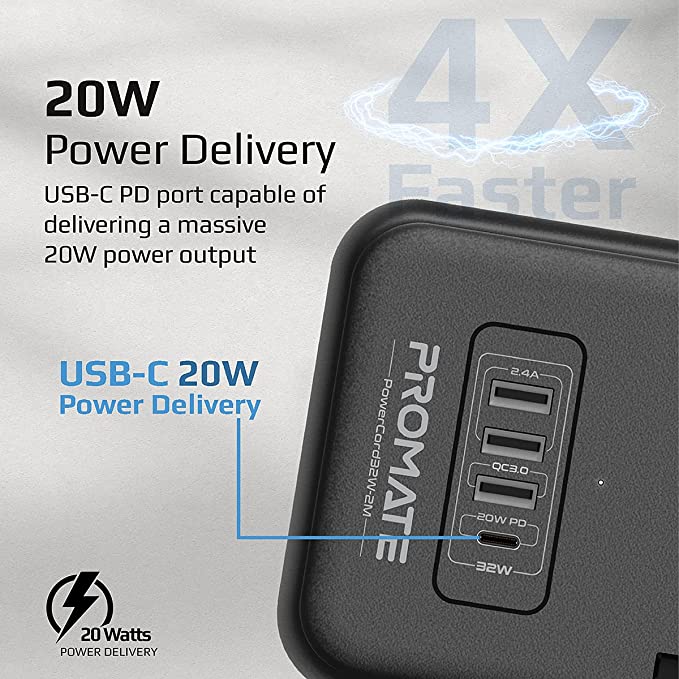 4X
Faster
20W
Power Delivery
USB-C PD port capable of
delivering a massive
20W power output
USB-C 20W
Power Delivery
PROMATE
PowerCord32W-2M
2.4A
QC3.0
20W PD
32W
20 Watts
POWER DELIVERY